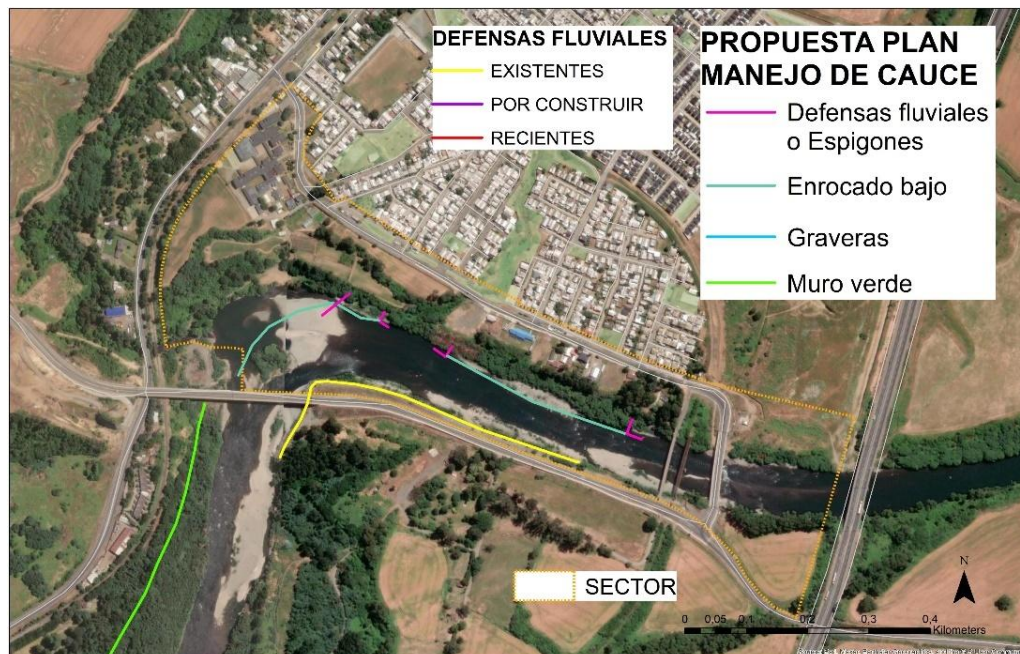 DEFENSAS FLUVIALES
EXISTENTES
POR CONSTRUIR
RECIENTES
PROPUESTA PLAN
MANEJO DE CAUCE
Defensas fluviales
o Espigones
Enrocado bajo
Graveras
Muro verde
SECTOR
N
0 0,05 0,1 0,2 0,3 0,4
Kilometers